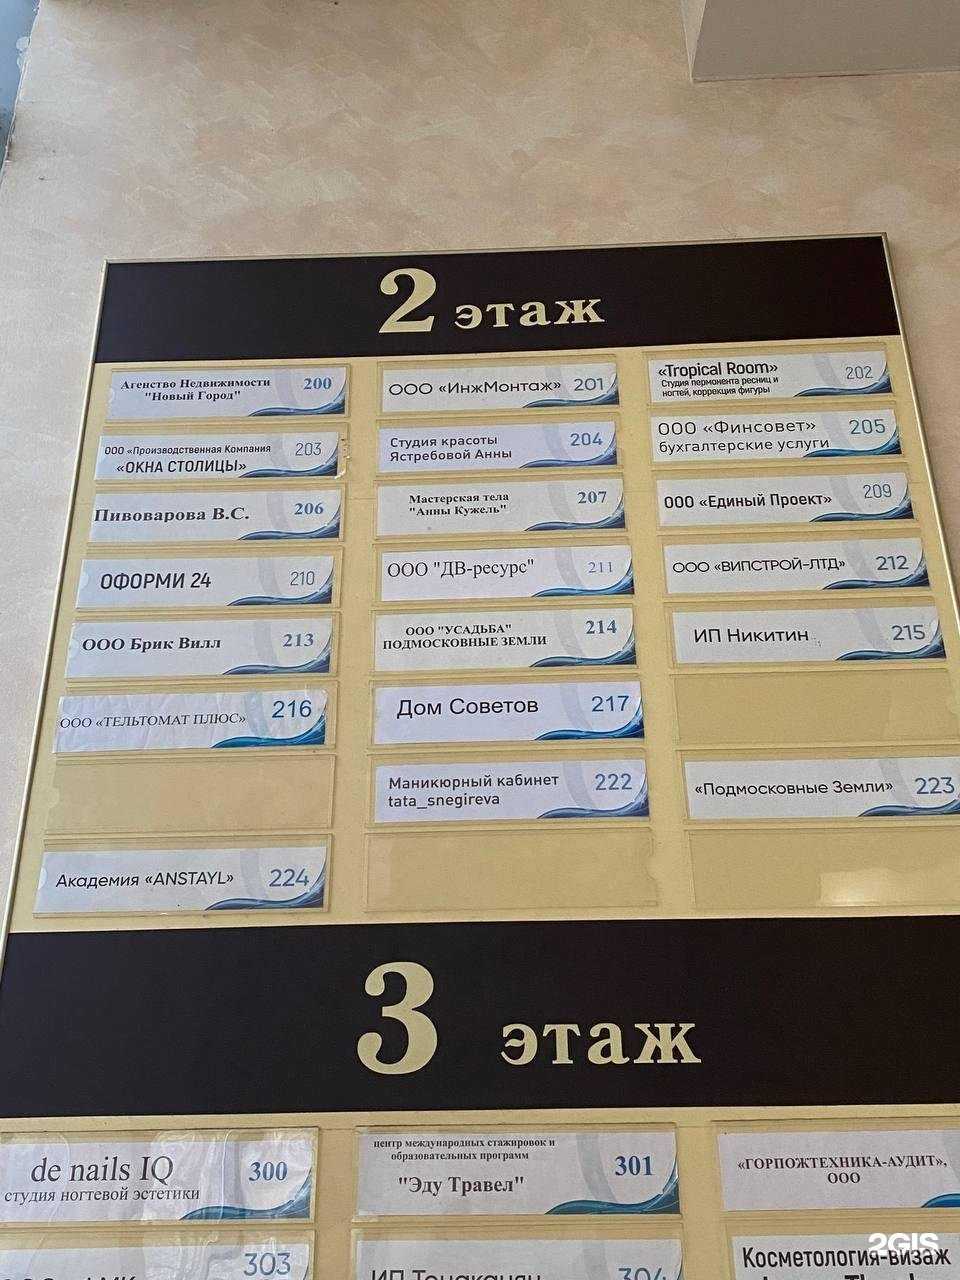 2 этаж
Агенство Недвижимости 200
"Новый Город"
ООО «ИнжМонтаж» 201
«Tropical Room» 202
Студия пермонента ресниц и
ногтей, коррекция фигуры
ООО «Производственная Компания 203
«ОКНА СТОЛИЦЫ»
Студия красоты 204
Ястребовой Анны
ООО «Финсовет» 205
бухгалтерские услуги
Пивоварова В.С. 206
Мастерская тела 207
"Анны Кужель"
ООО «Единый Проект» 209
ОФОРМИ 24 210
ООО "ДВ-ресурс" 211
ООО «ВИПСТРОЙ-ЛТД» 212
ООО Брик Вилл 213
ООО "УСАДЬБА" 214
ПОДМОСКОВНЫЕ ЗЕМЛИ
ИП Никитин 215
ООО «ТЕЛЬТОМАТ ПЛЮС» 216
Дом Советов 217
Маникюрный кабинет 222
tata_snegireva
«Подмосковные Земли» 223
Академия «ANSTAYL» 224
3 этаж
de nails IQ 300
студия ногтевой эстетики
центр международных стажировок и
образовательных программ
"Эду Травел" 301
«ГОРПОЖТЕХНИКА-АУДИТ»,
ООО
303
ИП 304
Косметология-визаж
2GIS